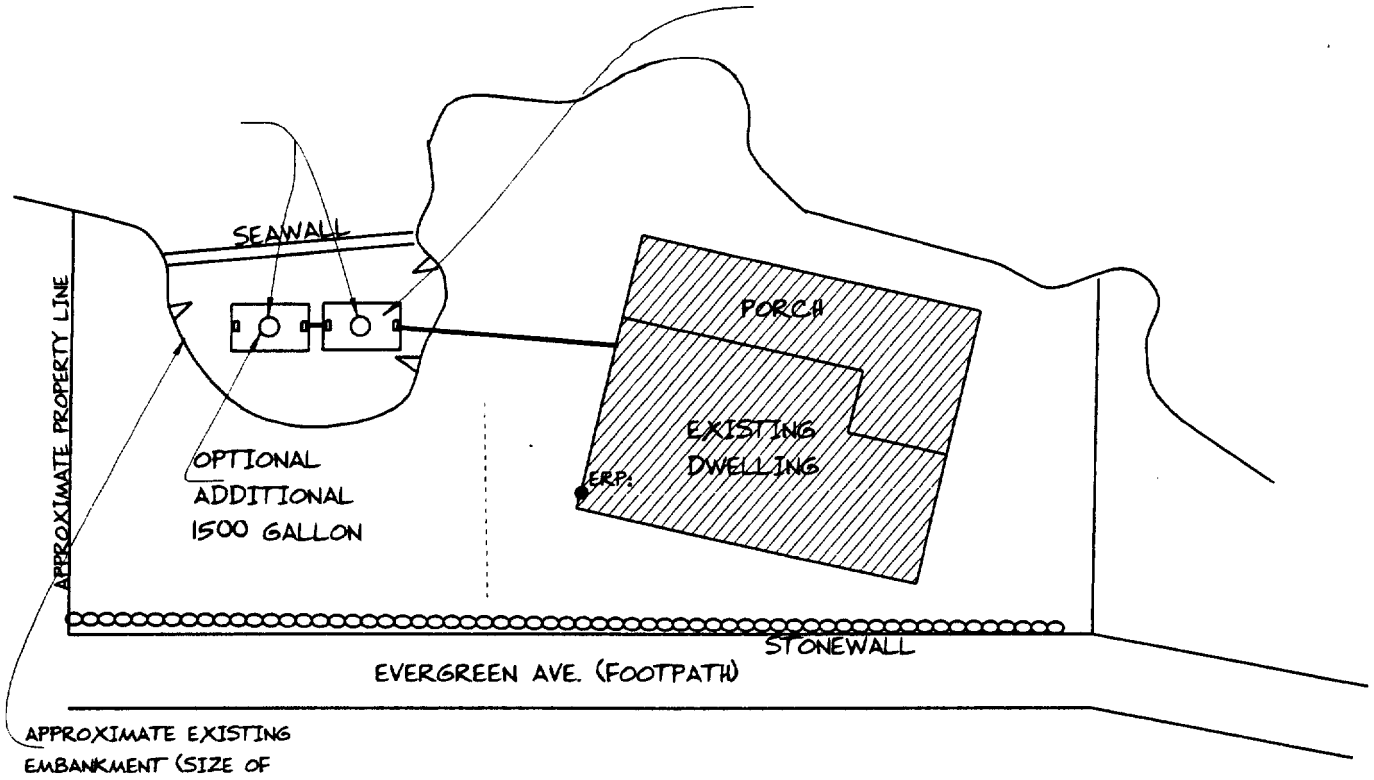 SEAWALL
APPROXIMATE PROPERTY LINE
PORCH
EXISTING
DWELLING
ERP:
OPTIONAL
ADDITIONAL
1500 GALLON
STONEWALL
EVERGREEN AVE. (FOOTPATH)
APPROXIMATE EXISTING
EMBANKMENT (SIZE OF